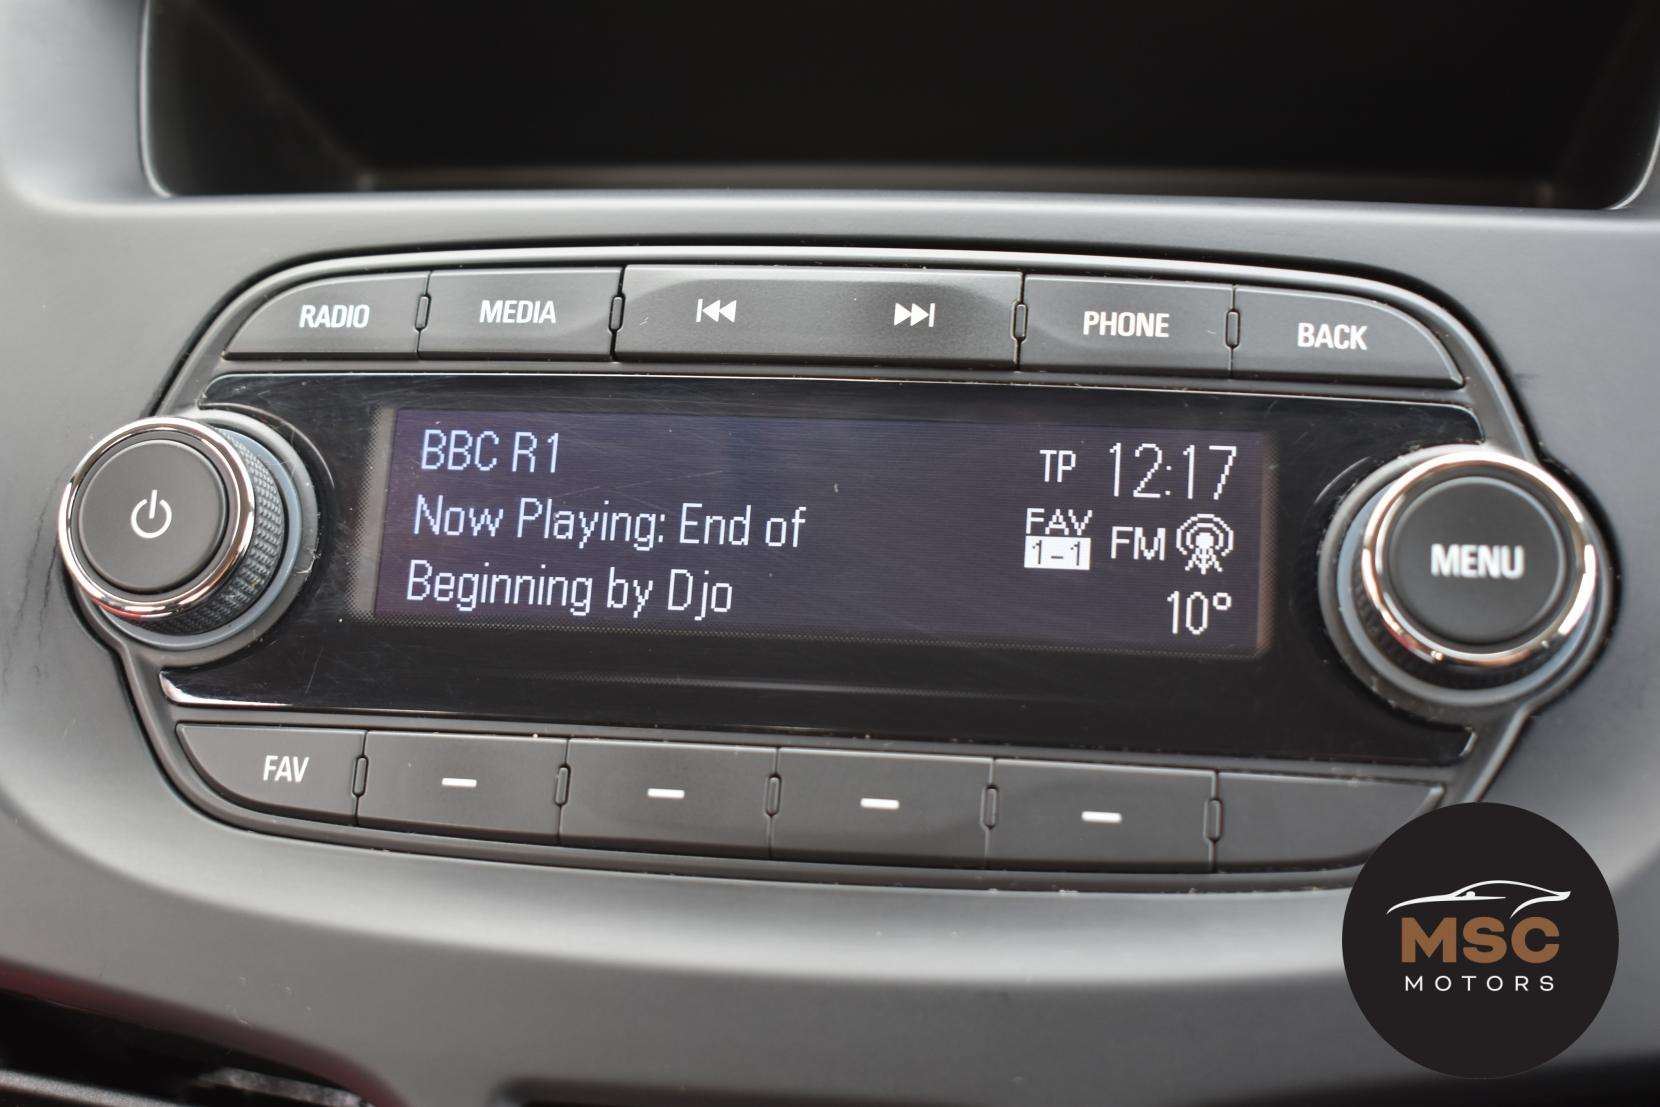 RADIO MEDIA PHONE BACK
BBC R1
TP 12:17
Now Playing: End of
FAV
1-1
FM
Beginning by Djo
10°
MENU
FAV
MSC
MOTORS